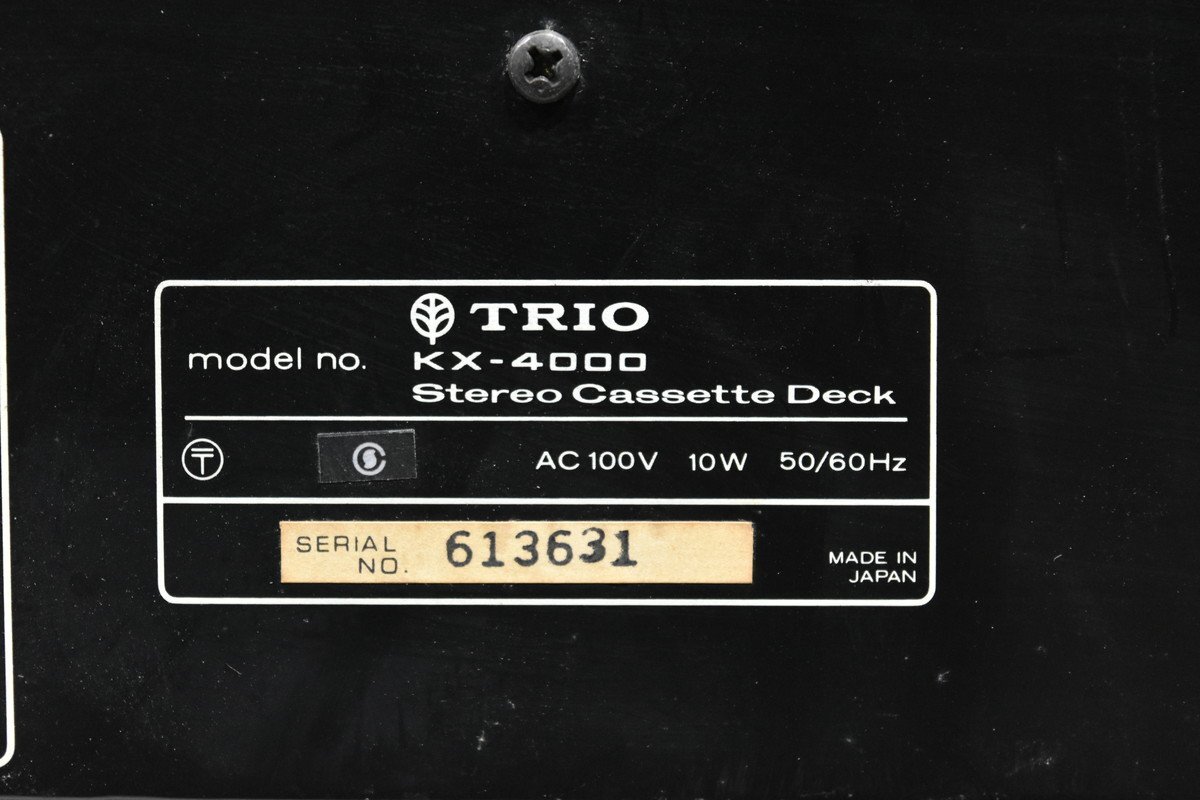 TRIO
model no. KX-4000
Stereo Cassette Deck
〒 AC 100V 10W 50/60Hz
SERIAL NO. 613631
MADE IN
JAPAN